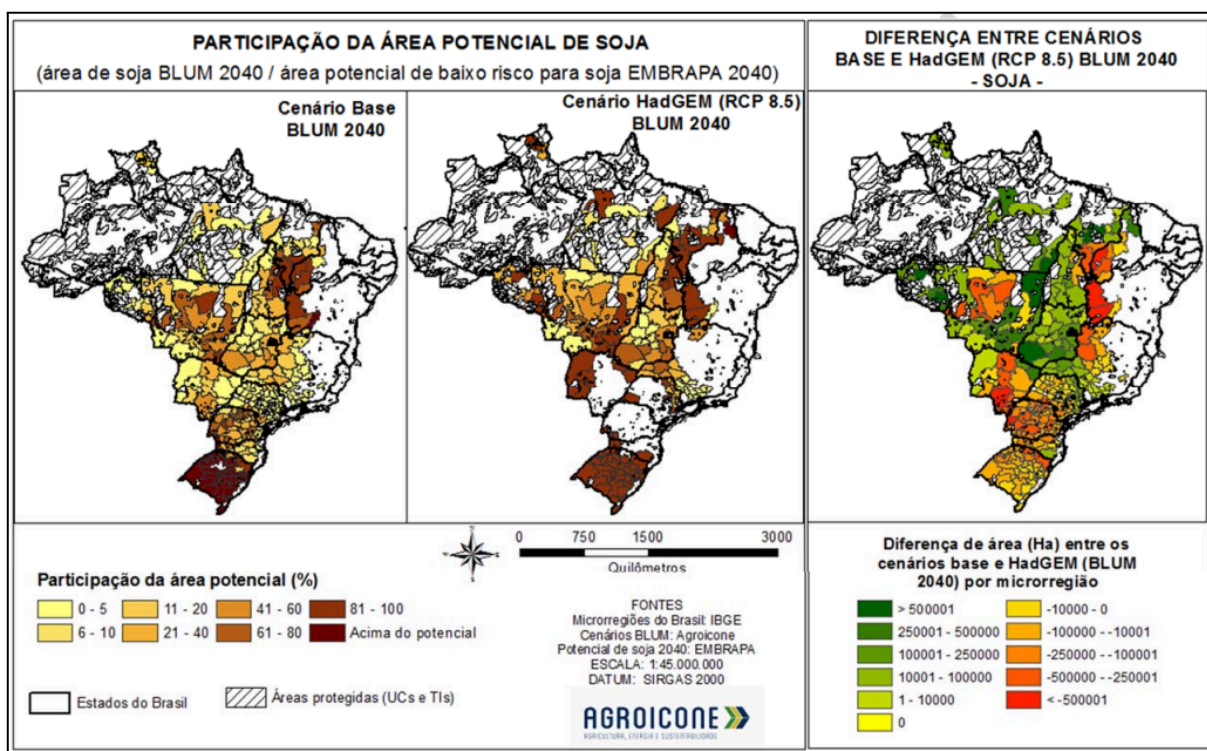 PARTICIPAÇÃO DA ÁREA POTENCIAL DE SOJA
(área de soja BLUM 2040 / área potencial de baixo risco para soja EMBRAPA 2040)
Cenário Base
BLUM 2040
Cenário HadGEM (RCP 8.5)
BLUM 2040
DIFERENÇA ENTRE CENÁRIOS
BASE E HadGEM (RCP 8.5) BLUM 2040
- SOJA -
0 750 1500 3000
Quilômetros
Participação da área potencial (%)
0 - 5 11 - 20 41 - 60 81 - 100
6 - 10 21 - 40 61 - 80 Acima do potencial
Estados do Brasil Áreas protegidas (UCs e TIs)
FONTES
Microrregiões do Brasil: IBGE
Cenários BLUM: Agroicone
Potencial de soja 2040: EMBRAPA
ESCALA: 1:45.000.000
DATUM: SIRGAS 2000
AGROICONE
AGRICULTURA, ENERGIA E SUSTENTABILIDADE
Diferença de área (Ha) entre os
cenários base e HadGEM (BLUM
2040) por microrregião
> 500001 -10000 - 0
250001 - 500000 -100000 - -10001
100001 - 250000 -250000 - -100001
10001 - 100000 -500000 - -250001
1 - 10000 < -500001
0